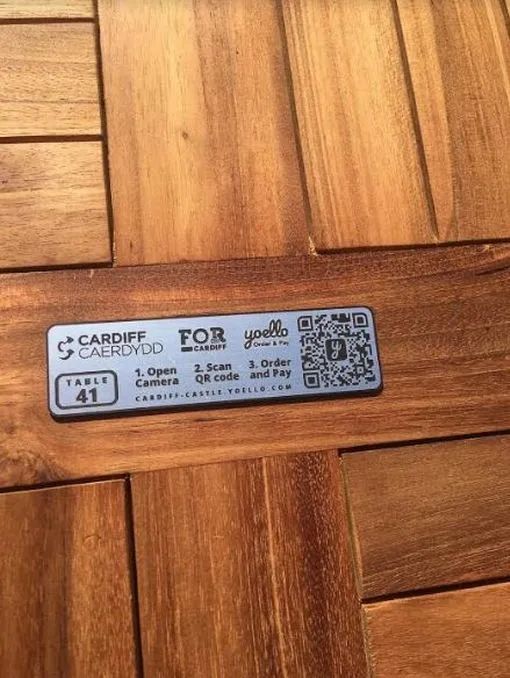 CARDIFF
CAERDYDD
FOR
CARDIFF
yoello
Order & Pay
TABLE
41
1. Open
Camera
2. Scan
QR code
3. Order
and Pay
CARDIFF-CASTLE.YOELLO.COM
y